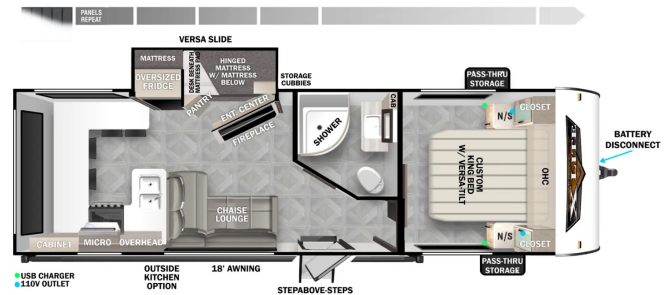 PANELS
REPEAT
VERSA SLIDE
MATTRESS
OVERSIZED
FRIDGE
DESK BENEATH
MATTRESS PAD
HINGED
MATTRESS
W/ MATTRESS
BELOW
STORAGE
CUBBIES
PANTRY
ENT. CENTER
FIREPLACE
SHOWER
CAB
PASS-THRU
STORAGE
N/S
CLOSET
BATTERY
DISCONNECT
CUSTOM
KING BED
W/ VERSA-TILT
OHC
CHAISE
LOUNGE
N/S
CLOSET
CABINET
MICRO
OVERHEAD
PASS-THRU
STORAGE
USB CHARGER
110V OUTLET
OUTSIDE
KITCHEN
OPTION
18' AWNING
STEPABOVE-STEPS